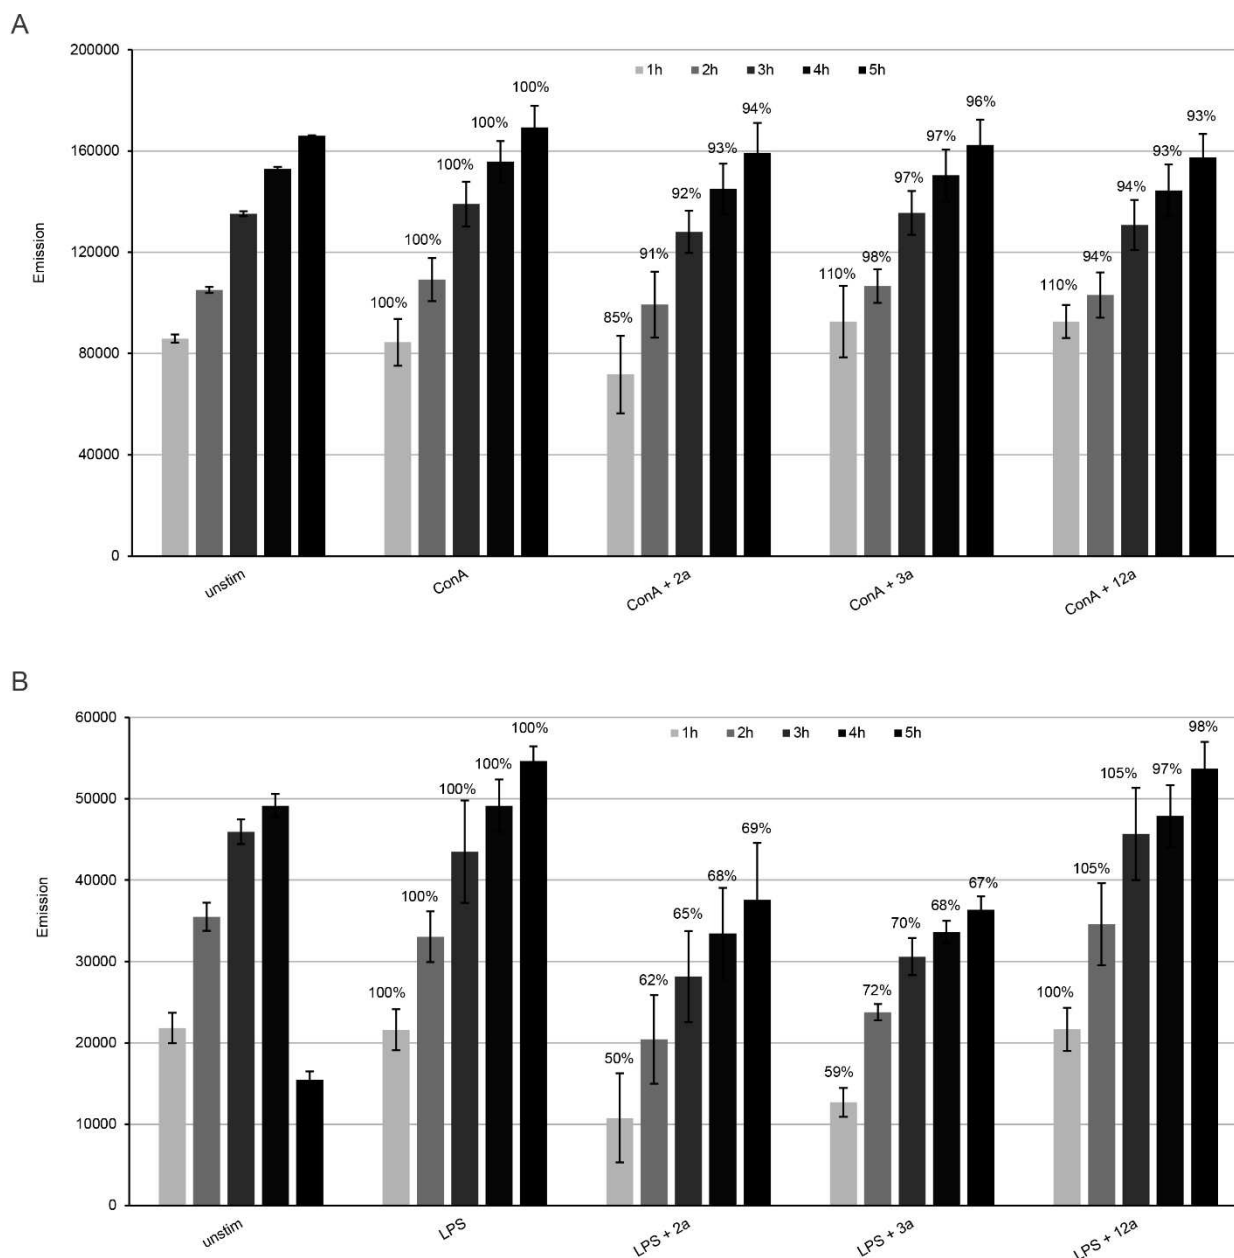 A
200000
160000
120000
80000
40000
0
Emission
1h 2h 3h 4h 5h
100% 100% 100% 100% 100%
85% 91% 92% 93% 94%
110% 98% 97% 97% 96%
110% 94% 94% 93% 93%
unstim ConA ConA + 2a ConA + 3a ConA + 12a
B
60000
50000
40000
30000
20000
10000
0
Emission
1h 2h 3h 4h 5h
100% 100% 100% 100% 100%
50% 62% 65% 68% 69%
59% 72% 70% 68% 67%
100% 105% 105% 97% 98%
unstim LPS LPS + 2a LPS + 3a LPS + 12a